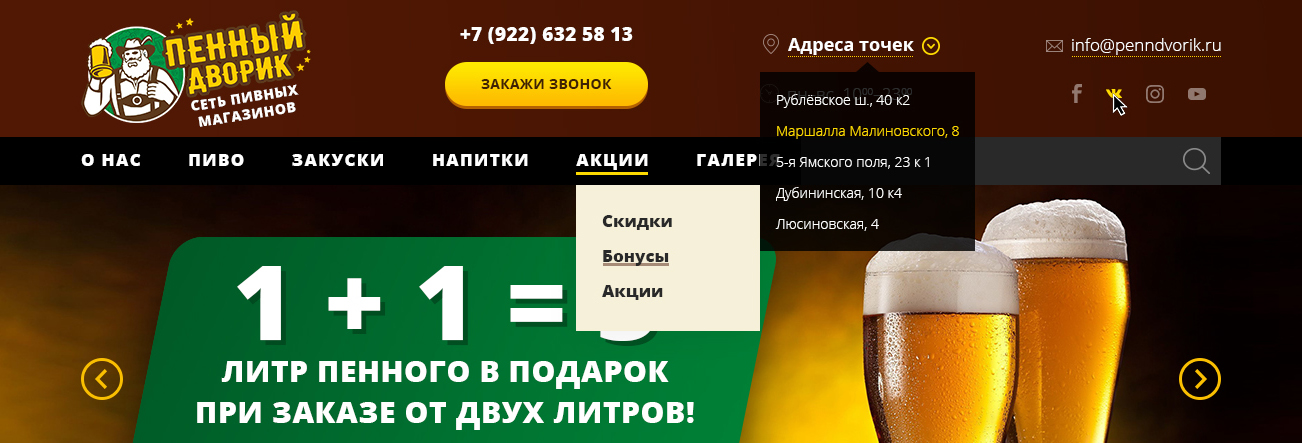 ПЕННЫЙ
ДВОРИК
СЕТЬ ПИВНЫХ
МАГАЗИНОВ
+7 (922) 632 58 13
ЗАКАЖИ ЗВОНОК
Адреса точек
info@penndvorik.ru
Рублёвское ш., 40 к2
Маршалла Малиновского, 8
5-я Ямского поля, 23 к 1
Дубининская, 10 к4
Люсиновская, 4
О НАС
ПИВО
ЗАКУСКИ
НАПИТКИ
АКЦИИ
ГАЛЕРЕЯ
Скидки
Бонусы
Акции
1 + 1 =
ЛИТР ПЕННОГО В ПОДАРОК
ПРИ ЗАКАЗЕ ОТ ДВУХ ЛИТРОВ!